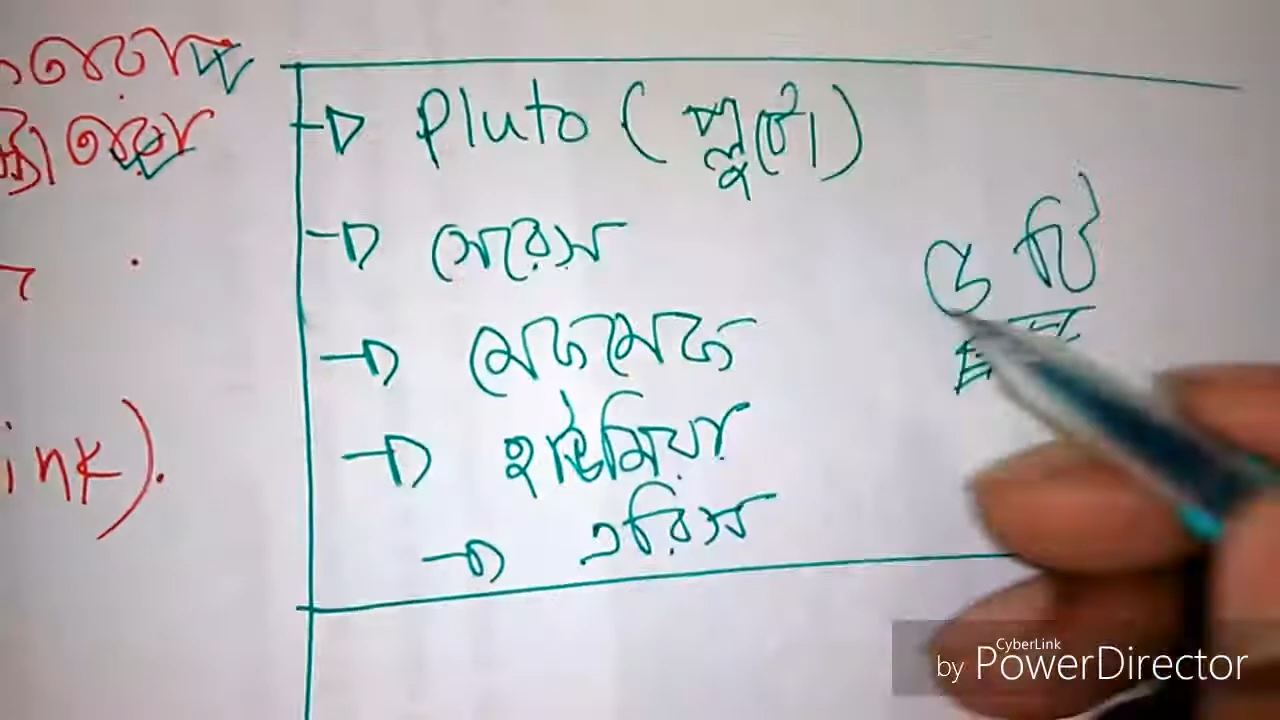 Pluto (প্লুটো)
সেরেস
মেকমেক
হাউমিয়া
এরিস
৫ টি
ink).
CyberLink
by PowerDirector